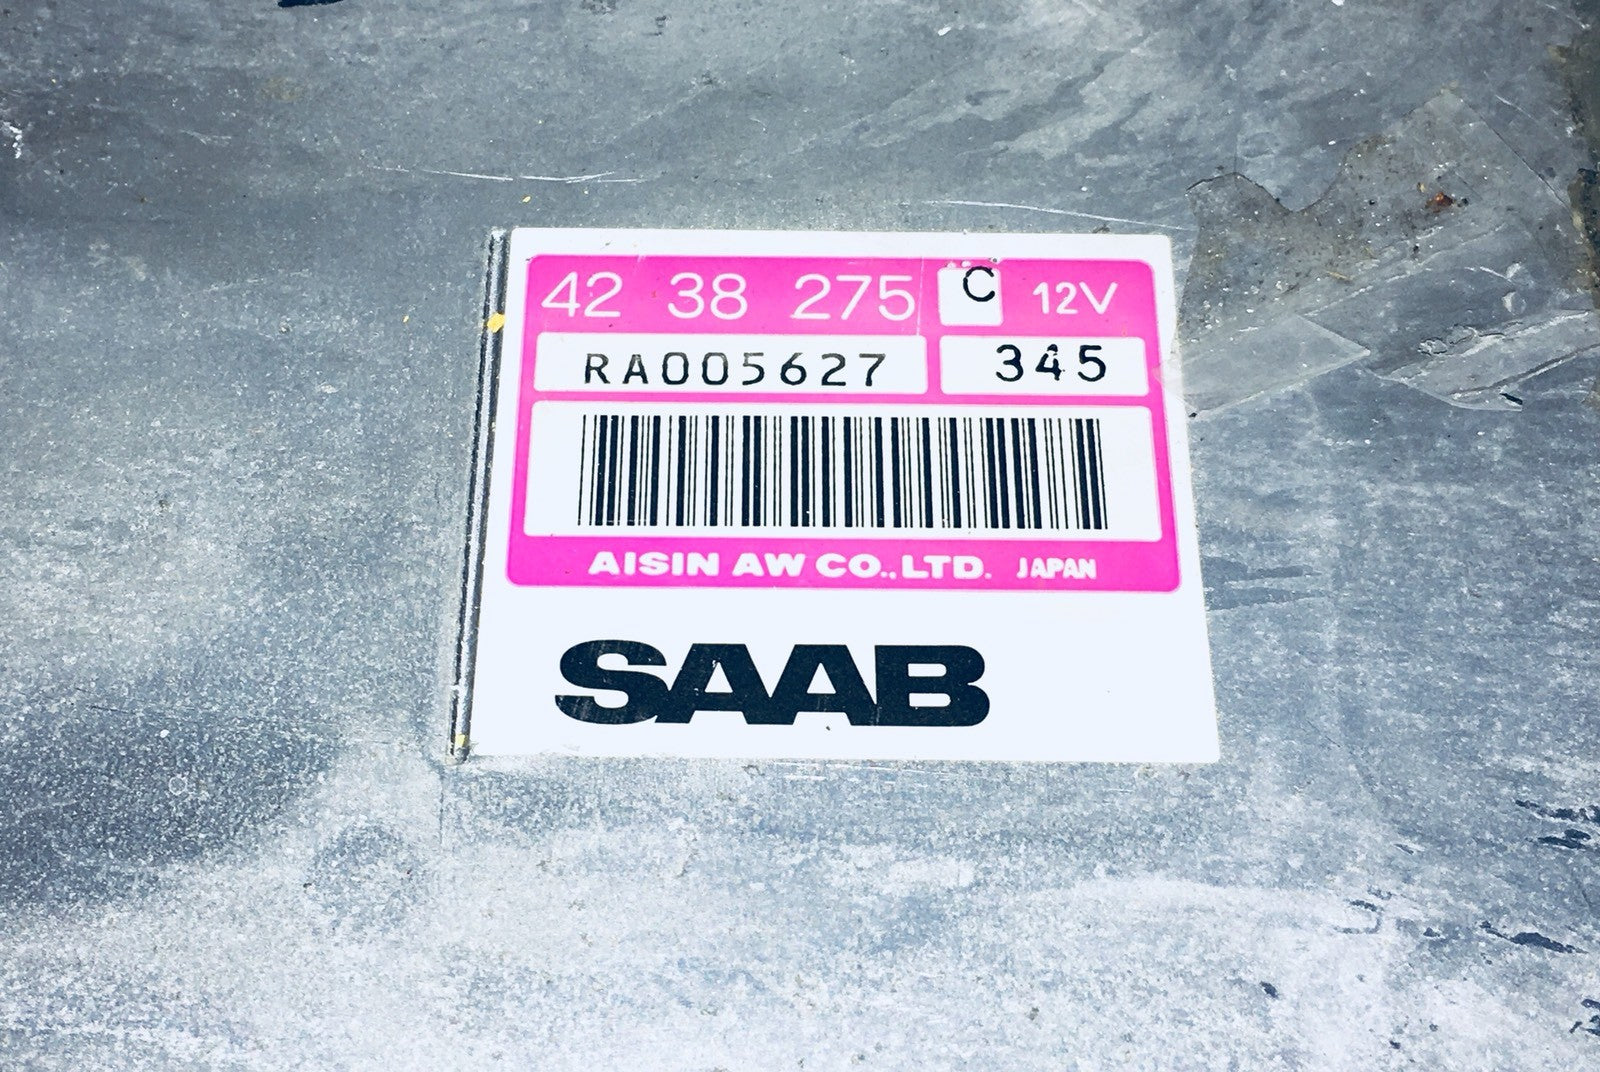 42 38 275 C 12V
RA005627 345
AISIN AW CO.,LTD. JAPAN
SAAB